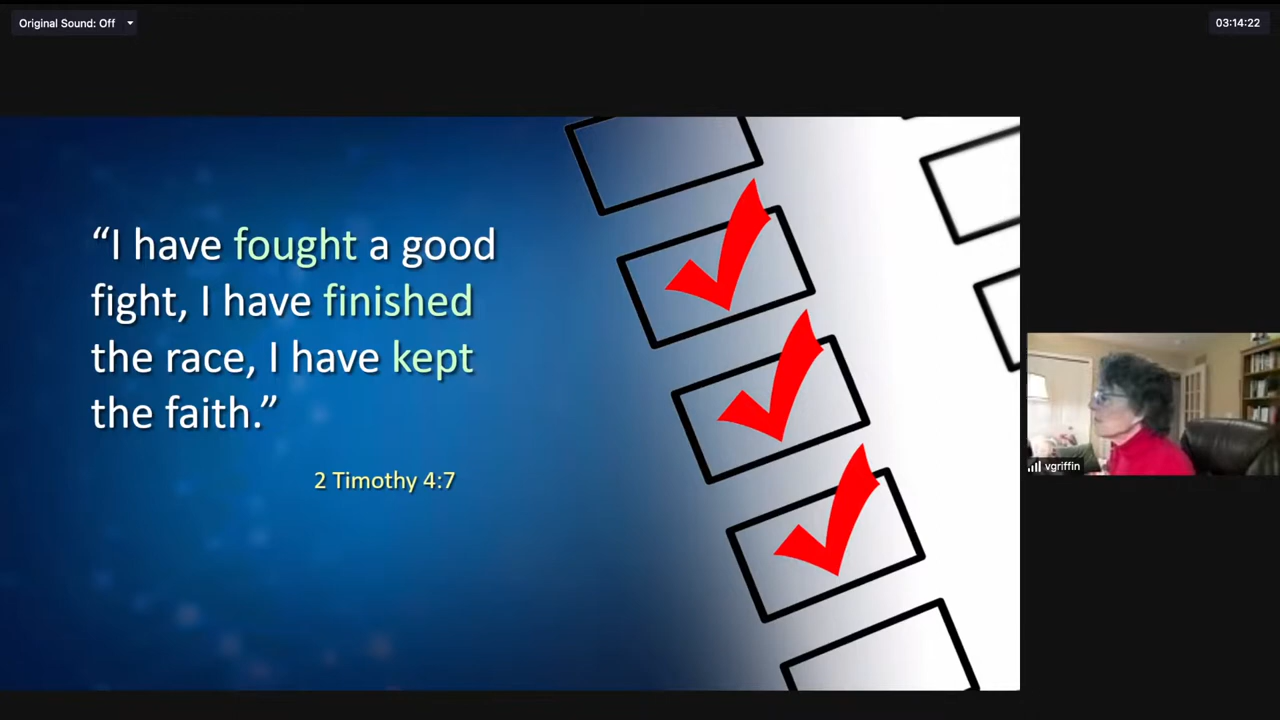 Original Sound: Off
03:14:22
“I have fought a good
fight, I have finished
the race, I have kept
the faith.”
2 Timothy 4:7
vgriffin